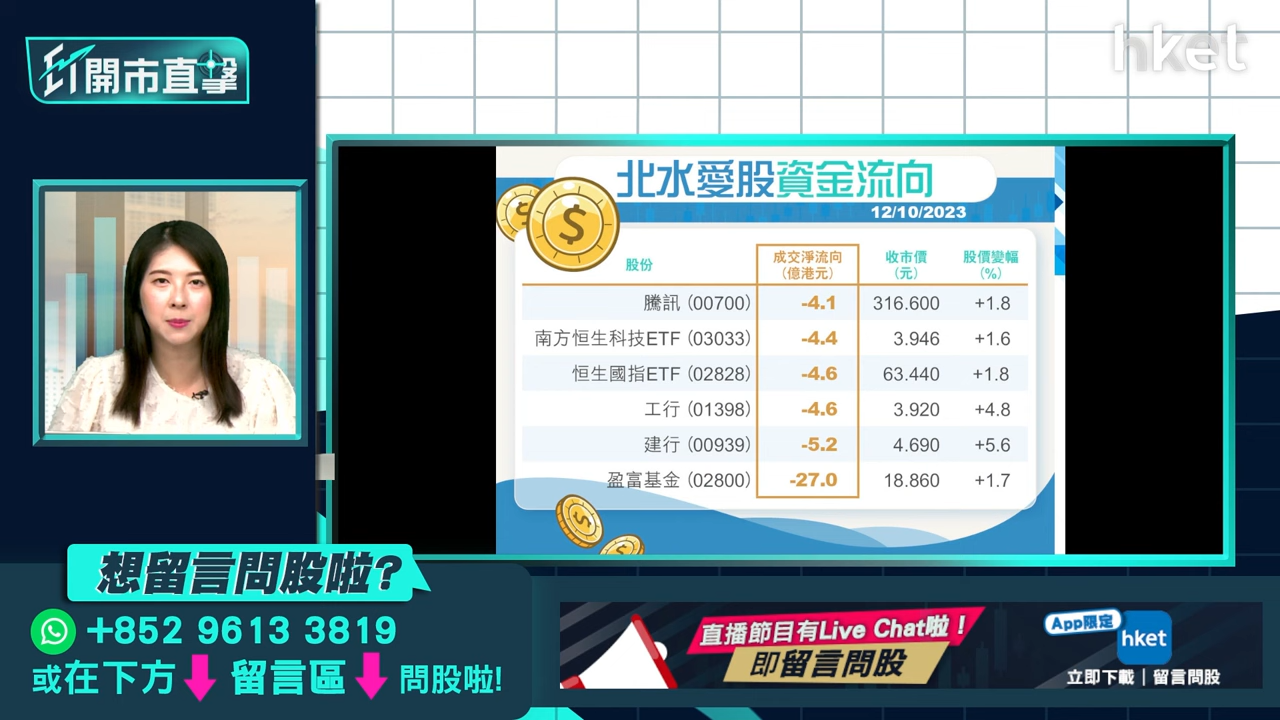 ET開市直擊
hket
北水愛股資金流向
12/10/2023
股份 成交淨流向(億港元) 收市價(元) 股價變幅(%)
騰訊 (00700) -4.1 316.600 +1.8
南方恒生科技ETF (03033) -4.4 3.946 +1.6
恒生國指ETF (02828) -4.6 63.440 +1.8
工行 (01398) -4.6 3.920 +4.8
建行 (00939) -5.2 4.690 +5.6
盈富基金 (02800) -27.0 18.860 +1.7
想留言問股啦?
+852 9613 3819
或在下方 留言區 問股啦!
直播節目有Live Chat啦！
即留言問股
App限定
hket
立即下載｜留言問股